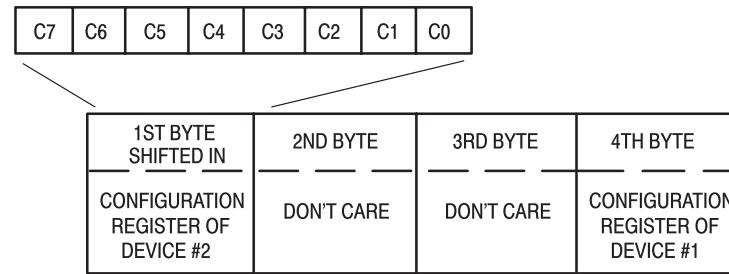 C7 C6 C5 C4 C3 C2 C1 C0
1ST BYTE SHIFTED IN
2ND BYTE
3RD BYTE
4TH BYTE
CONFIGURATION REGISTER OF DEVICE #2
DON'T CARE
DON'T CARE
CONFIGURATION REGISTER OF DEVICE #1